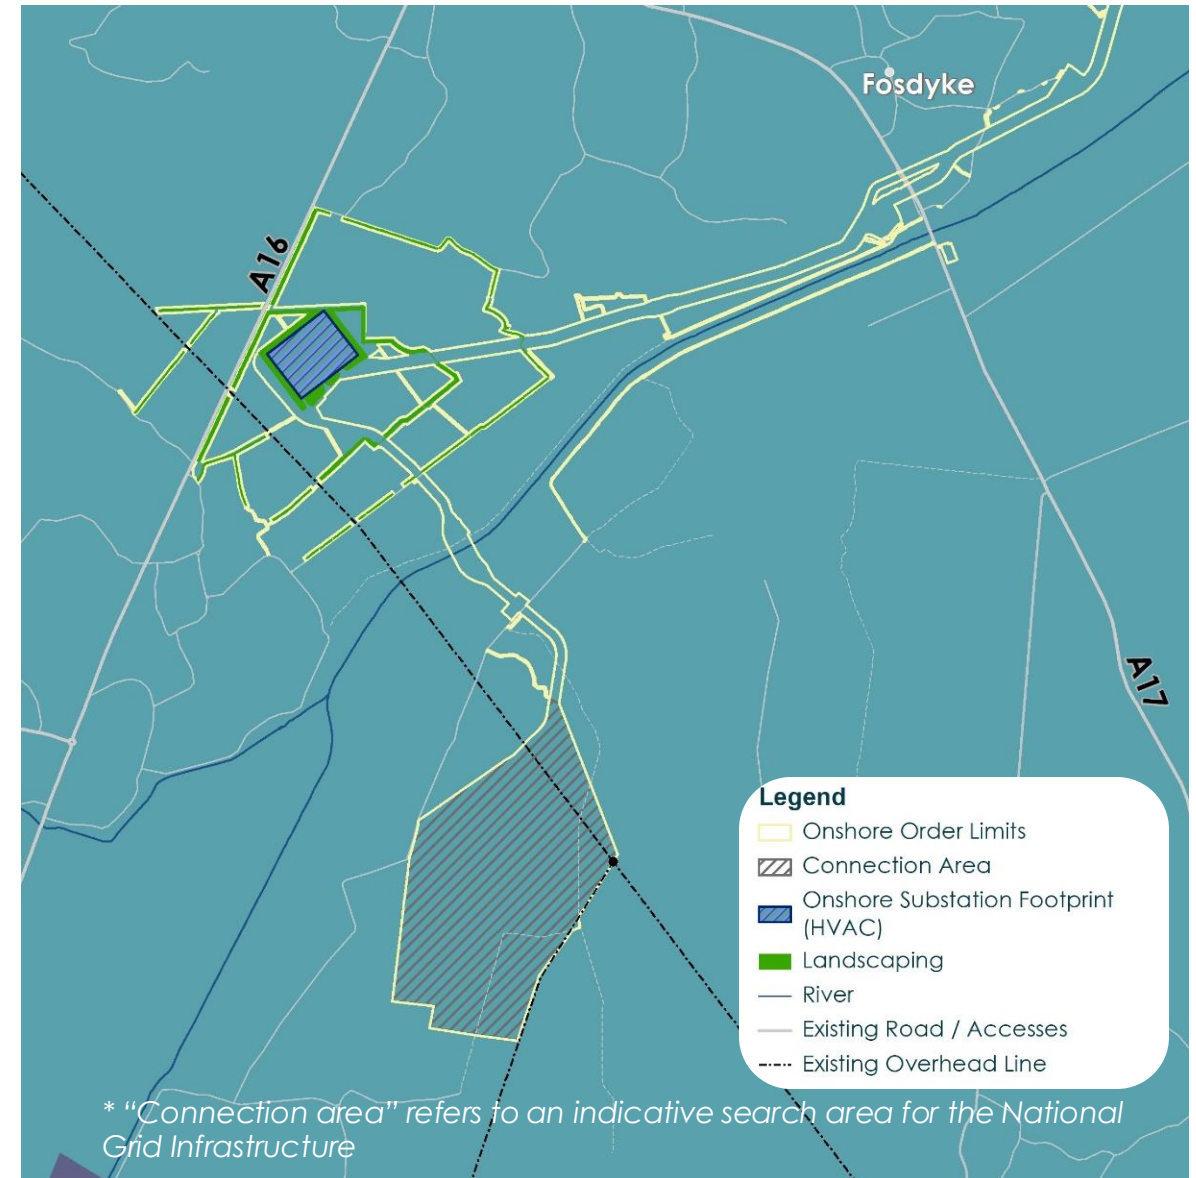 Fosdyke
A16
A17
Legend
Onshore Order Limits
Connection Area
Onshore Substation Footprint
(HVAC)
Landscaping
River
Existing Road / Accesses
Existing Overhead Line
* “Connection area” refers to an indicative search area for the National
Grid Infrastructure